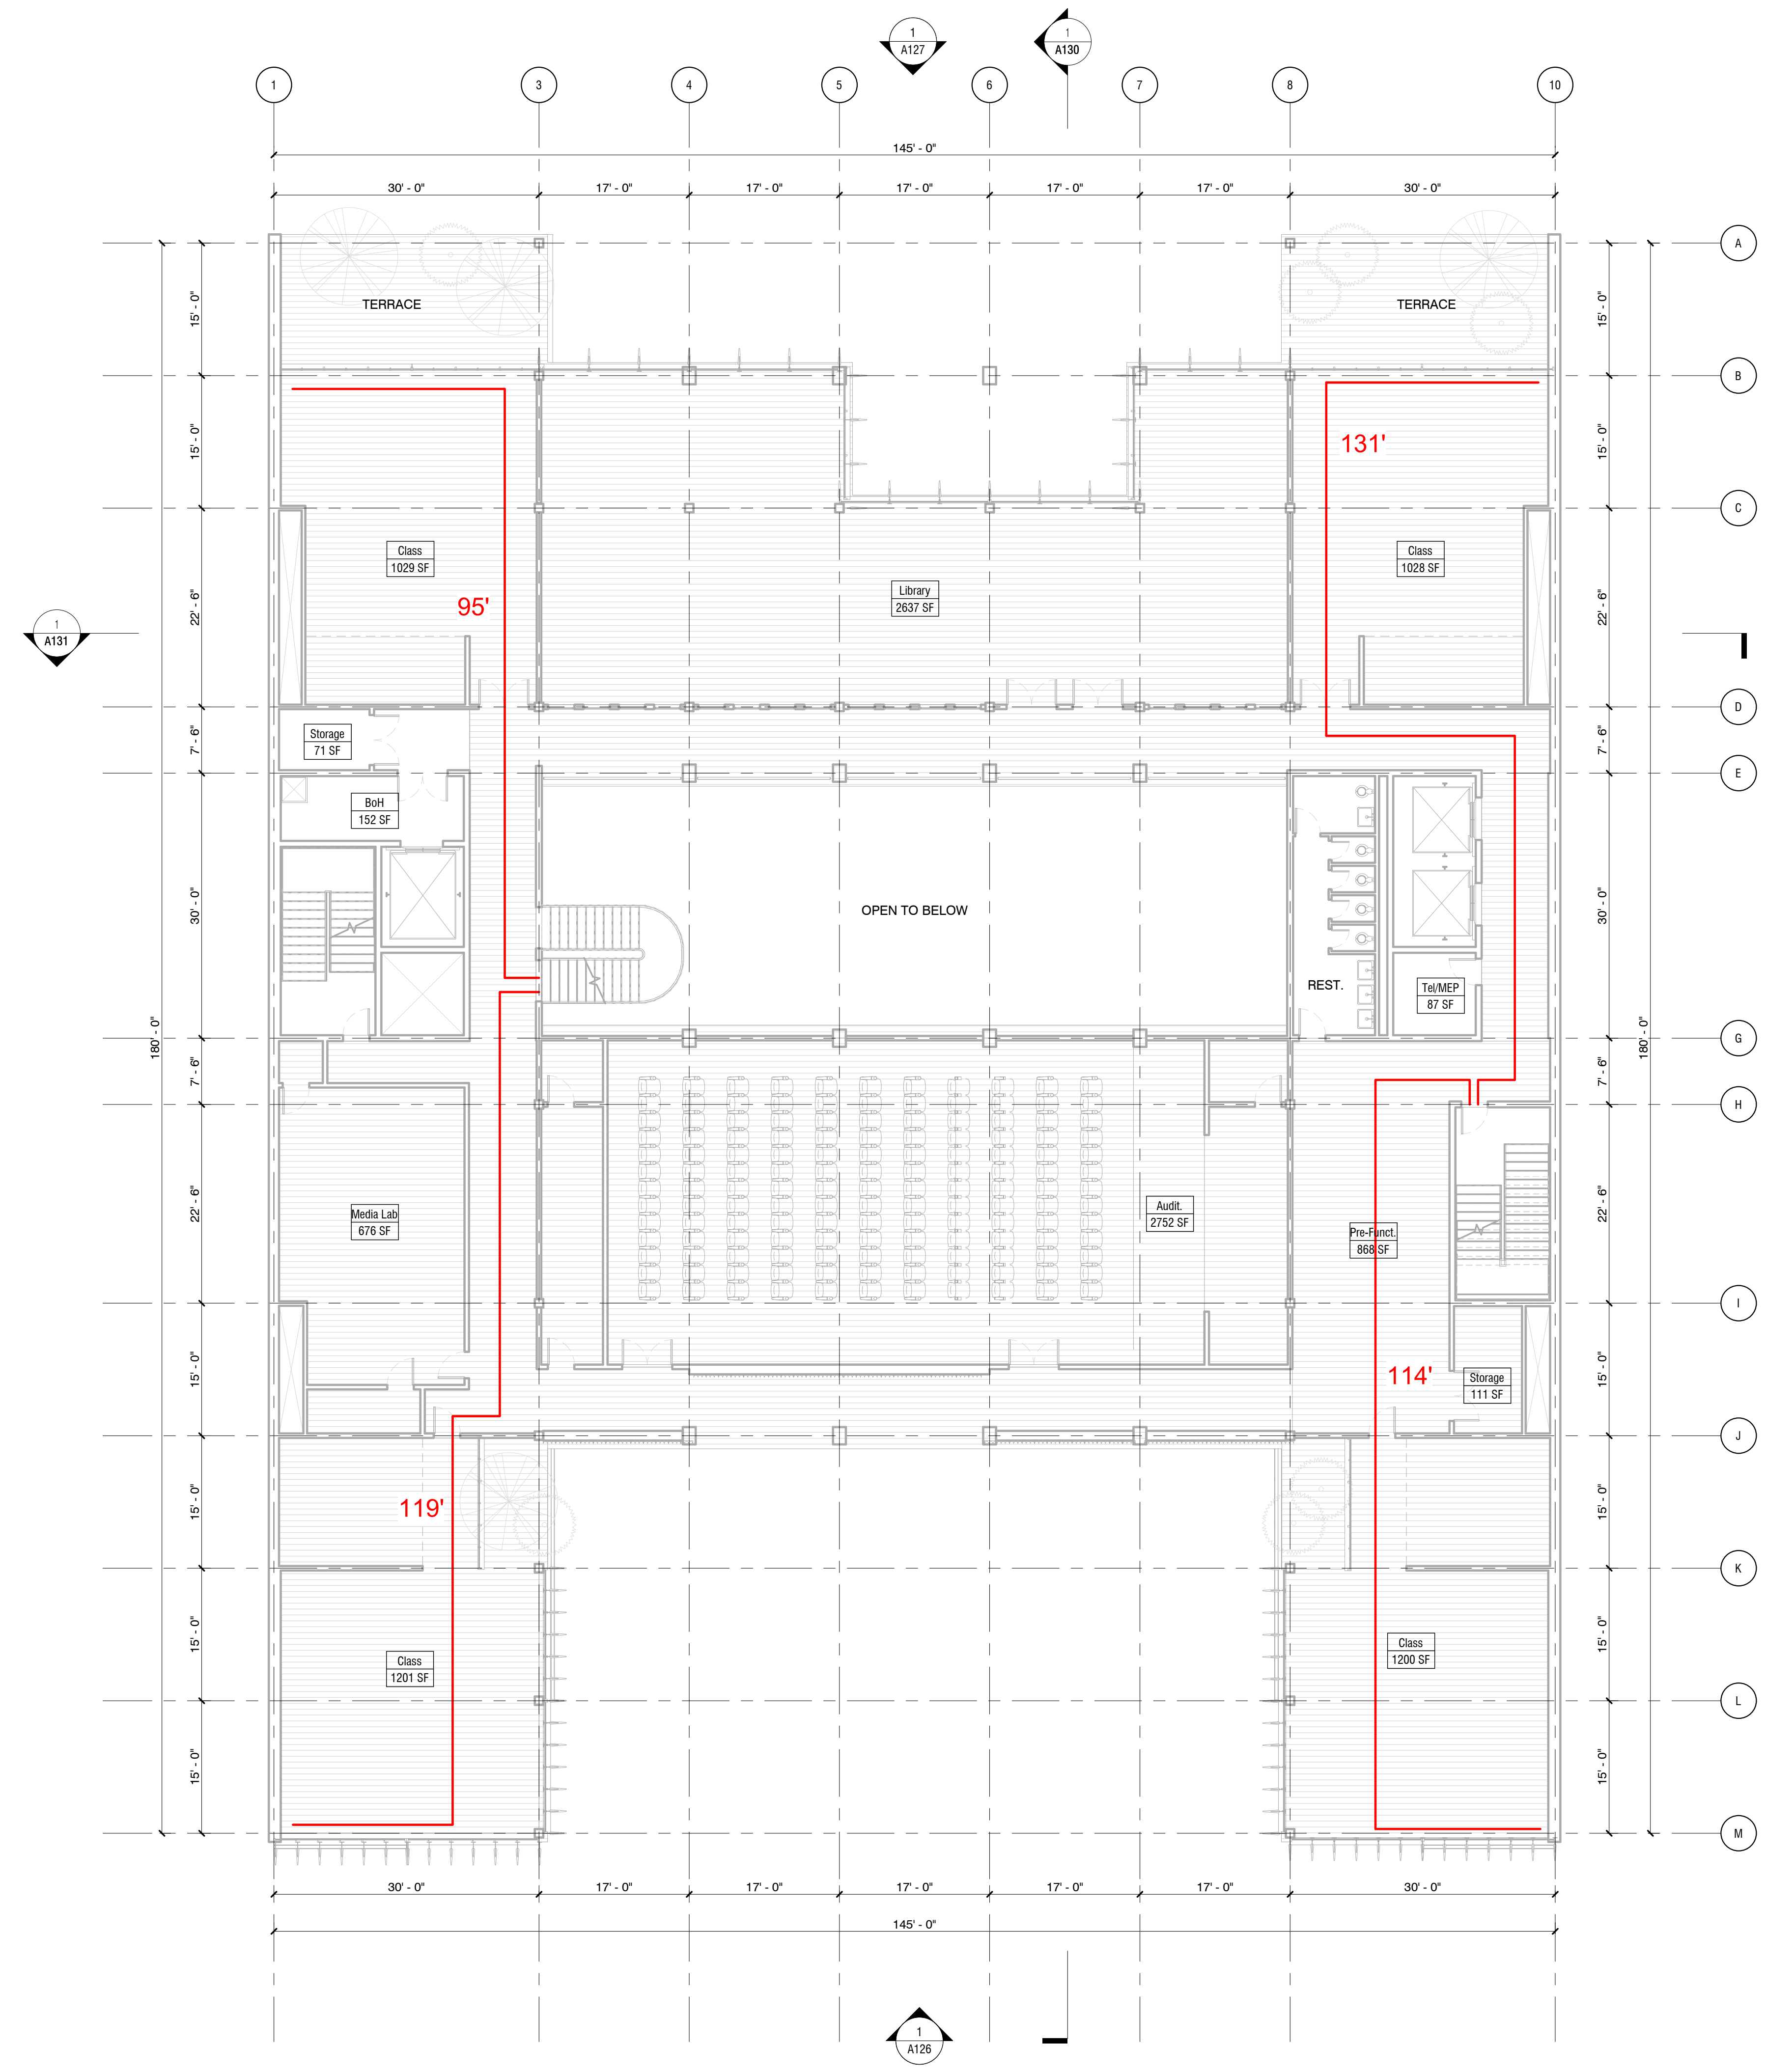 1
A127
1
A130
1
3
4
5
6
7
8
10
145' - 0"
30' - 0"
17' - 0"
17' - 0"
17' - 0"
17' - 0"
17' - 0"
30' - 0"
A
15' - 0"
TERRACE
TERRACE
15' - 0"
B
15' - 0"
131'
15' - 0"
C
Class
1029 SF
Class
1028 SF
22' - 6"
95'
Library
2637 SF
22' - 6"
1
A131
D
7' - 6"
Storage
71 SF
7' - 6"
E
BoH
152 SF
30' - 0"
OPEN TO BELOW
30' - 0"
REST.
Tel/MEP
87 SF
180' - 0"
180' - 0"
G
7' - 6"
7' - 6"
H
22' - 6"
Media Lab
676 SF
Audit.
2752 SF
Pre-Funct.
868 SF
22' - 6"
I
15' - 0"
114'
Storage
111 SF
15' - 0"
J
15' - 0"
119'
15' - 0"
K
15' - 0"
Class
1201 SF
Class
1200 SF
15' - 0"
L
15' - 0"
15' - 0"
M
30' - 0"
17' - 0"
17' - 0"
17' - 0"
17' - 0"
17' - 0"
30' - 0"
145' - 0"
1
A126